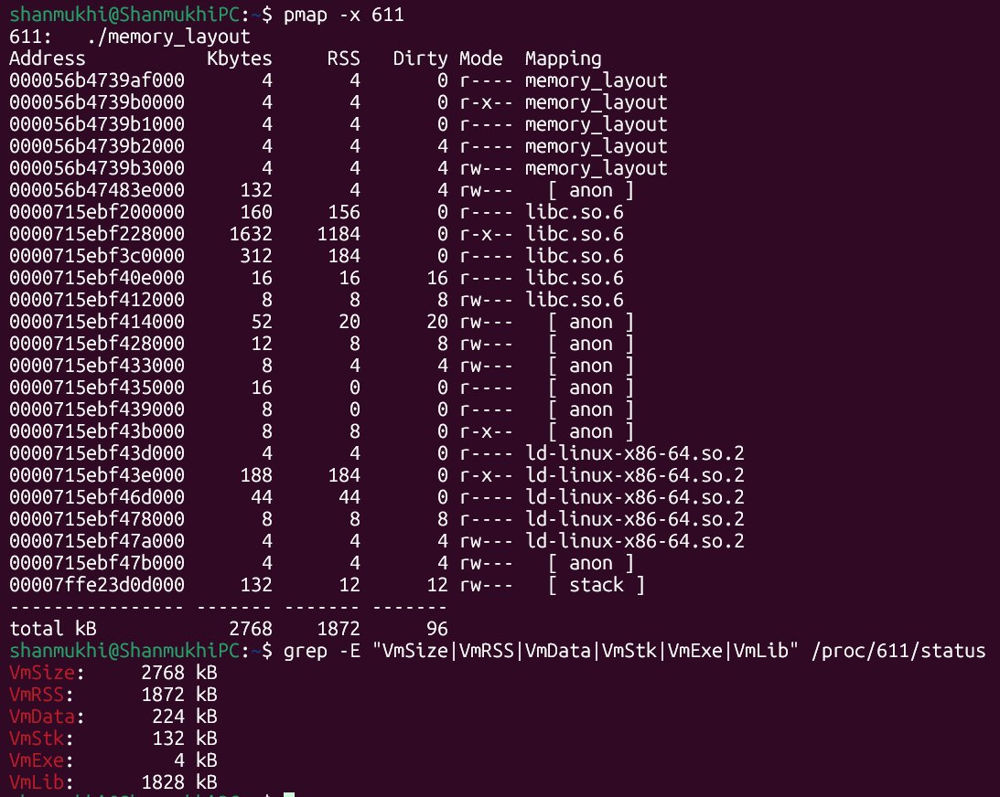 shanmukhi@ShanmukhiPC:~$ pmap -x 611
611:   ./memory_layout
Address           Kbytes     RSS   Dirty Mode  Mapping
000056b4739af000       4       4       0 r---- memory_layout
000056b4739b0000       4       4       0 r-x-- memory_layout
000056b4739b1000       4       4       0 r---- memory_layout
000056b4739b2000       4       4       4 r---- memory_layout
000056b4739b3000       4       4       4 rw--- memory_layout
000056b47483e000     132       4       4 rw---   [ anon ]
0000715ebf200000     160     156       0 r---- libc.so.6
0000715ebf228000    1632    1184       0 r-x-- libc.so.6
0000715ebf3c0000     312     184       0 r---- libc.so.6
0000715ebf40e000      16      16      16 r---- libc.so.6
0000715ebf412000       8       8       8 rw--- libc.so.6
0000715ebf414000      52      20      20 rw---   [ anon ]
0000715ebf428000      12       8       8 rw---   [ anon ]
0000715ebf433000       8       4       4 rw---   [ anon ]
0000715ebf435000      16       0       0 r----   [ anon ]
0000715ebf439000       8       0       0 r----   [ anon ]
0000715ebf43b000       8       8       0 r-x--   [ anon ]
0000715ebf43d000       4       4       0 r---- ld-linux-x86-64.so.2
0000715ebf43e000     188     184       0 r-x-- ld-linux-x86-64.so.2
0000715ebf46d000      44      44       0 r---- ld-linux-x86-64.so.2
0000715ebf478000       8       8       8 r---- ld-linux-x86-64.so.2
0000715ebf47a000       4       4       4 rw--- ld-linux-x86-64.so.2
0000715ebf47b000       4       4       4 rw---   [ anon ]
00007ffe23d0d000     132      12      12 rw---   [ stack ]
---------------- ------- ------- -------
total kB            2768    1872      96
shanmukhi@ShanmukhiPC:~$ grep -E "VmSize|VmRSS|VmData|VmStk|VmExe|VmLib" /proc/611/status
VmSize:     2768 kB
VmRSS:      1872 kB
VmData:      224 kB
VmStk:       132 kB
VmExe:         4 kB
VmLib:      1828 kB
shanmukhi@ShanmukhiPC:~$